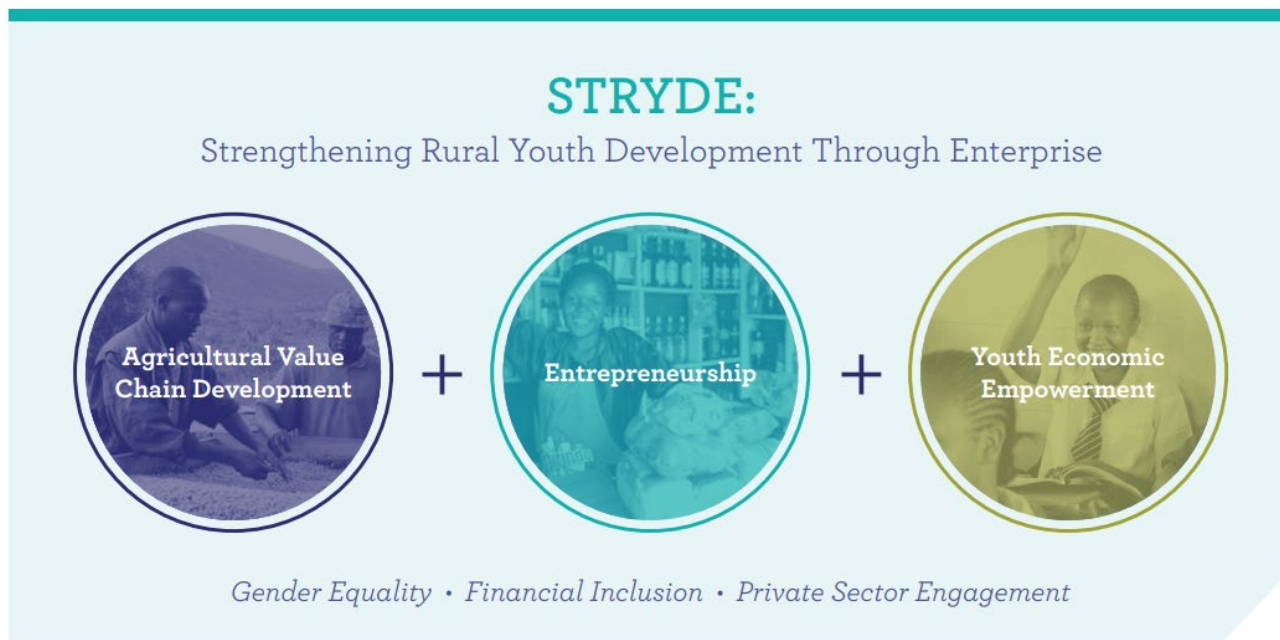 STRYDE:
Strengthening Rural Youth Development Through Enterprise
Agricultural Value
Chain Development
+
Entrepreneurship
+
Youth Economic
Empowerment
Gender Equality • Financial Inclusion • Private Sector Engagement